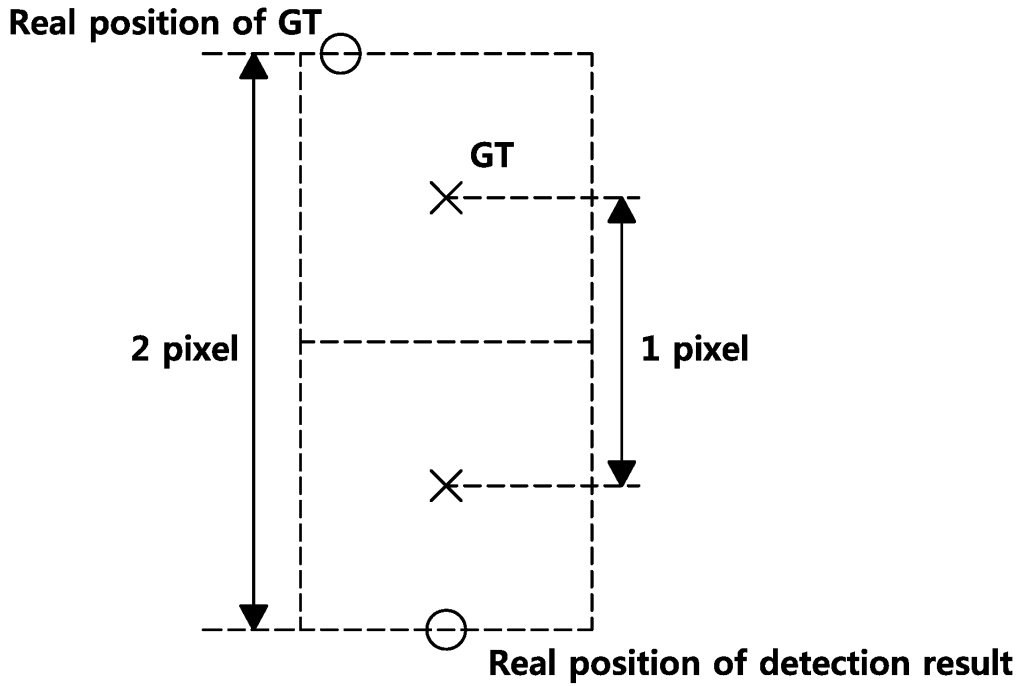 Real position of GT
GT
2 pixel
1 pixel
Real position of detection result